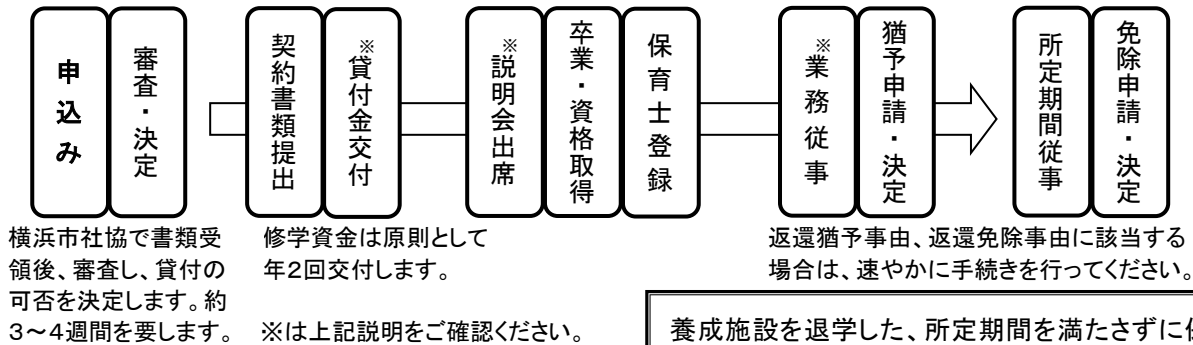 申込み
審査・決定
契約書類提出
※貸付金交付
※説明会出席
卒業・資格取得
保育士登録
※業務従事
猶予申請・決定
所定期間従事
免除申請・決定
横浜市社協で書類受
領後、審査し、貸付の
可否を決定します。約
3～4週間を要します。
修学資金は原則として
年2回交付します。
※は上記説明をご確認ください。
返還猶予事由、返還免除事由に該当する
場合は、速やかに手続きを行ってください。
養成施設を退学した、所定期間を満たさずに